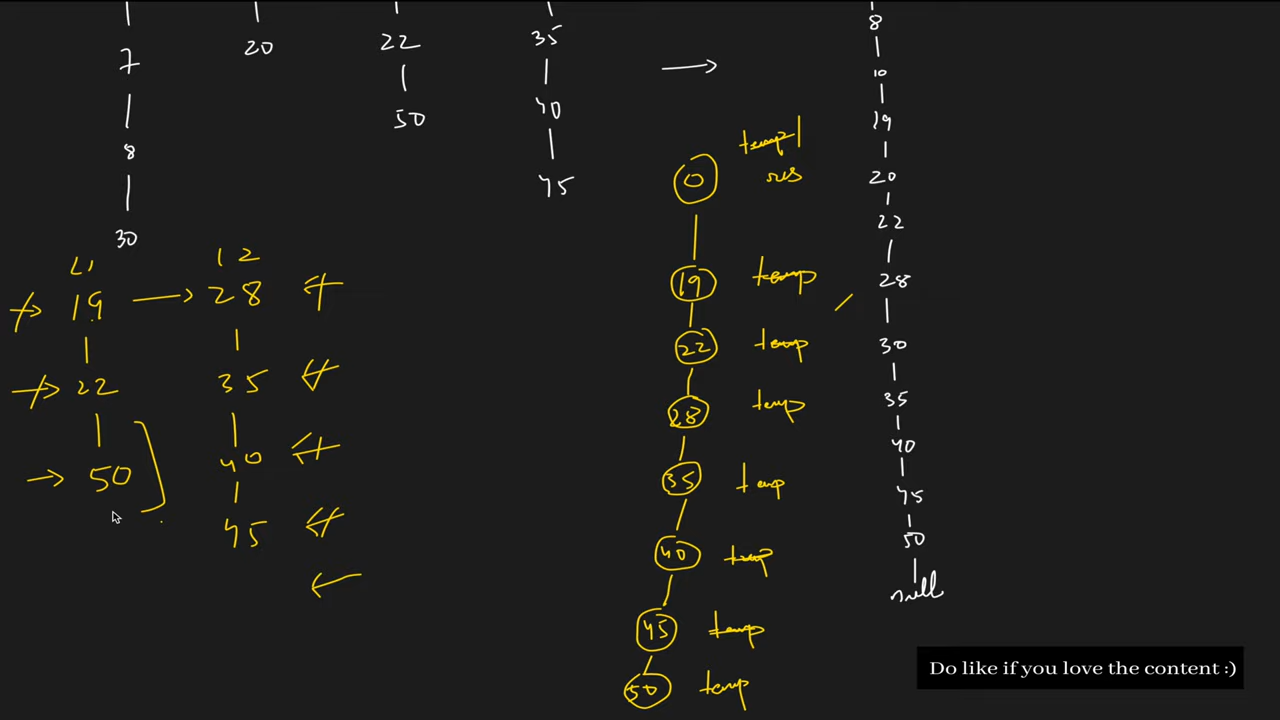 7
8
30
20
22
50
35
40
45
L1
19
22
50
L2
28
35
40
45
temp
res
0
19 temp
22 temp
28 temp
35 temp
40 temp
45 temp
50 temp
8
10
19
20
22
28
30
35
40
45
50
null
Do like if you love the content :)